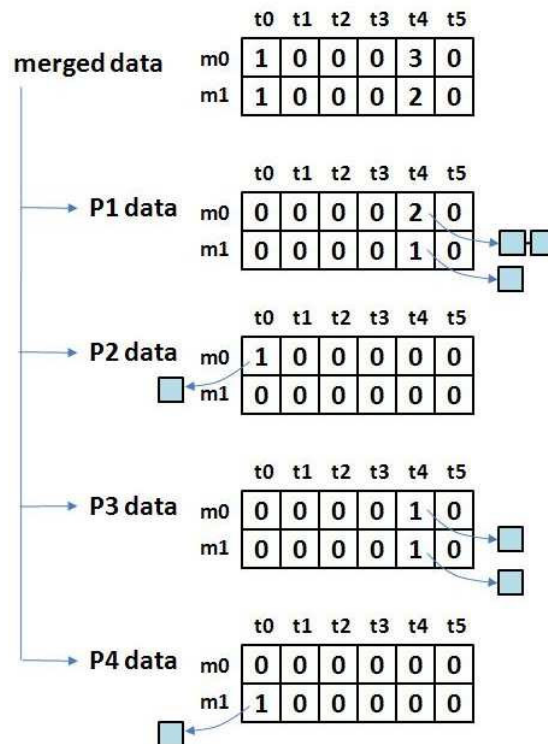 t0 t1 t2 t3 t4 t5
merged data m0 1 0 0 0 3 0
m1 1 0 0 0 2 0
t0 t1 t2 t3 t4 t5
P1 data m0 0 0 0 0 2 0
m1 0 0 0 0 1 0
t0 t1 t2 t3 t4 t5
P2 data m0 1 0 0 0 0 0
m1 0 0 0 0 0 0
t0 t1 t2 t3 t4 t5
P3 data m0 0 0 0 0 1 0
m1 0 0 0 0 1 0
t0 t1 t2 t3 t4 t5
P4 data m0 0 0 0 0 0 0
m1 1 0 0 0 0 0